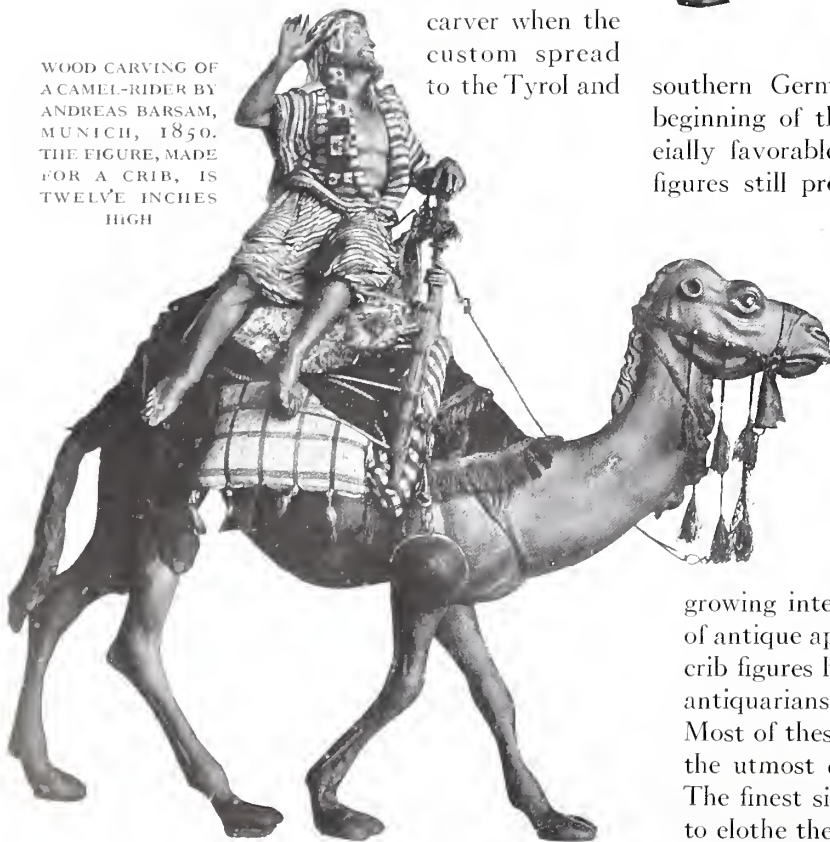 WOOD CARVING OF
A CAMEL-RIDER BY
ANDREAS BARSAM,
MUNICH, 1850.
THE FIGURE, MADE
FOR A CRIB, IS
TWELVE INCHES
HIGH
carver when the
custom spread
to the Tyrol and
southern Germ
beginning of th
cially favorable
figures still pre
growing inte
of antique ap
crib figures h
antiquarians
Most of thes
the utmost
The finest si
to clothe the